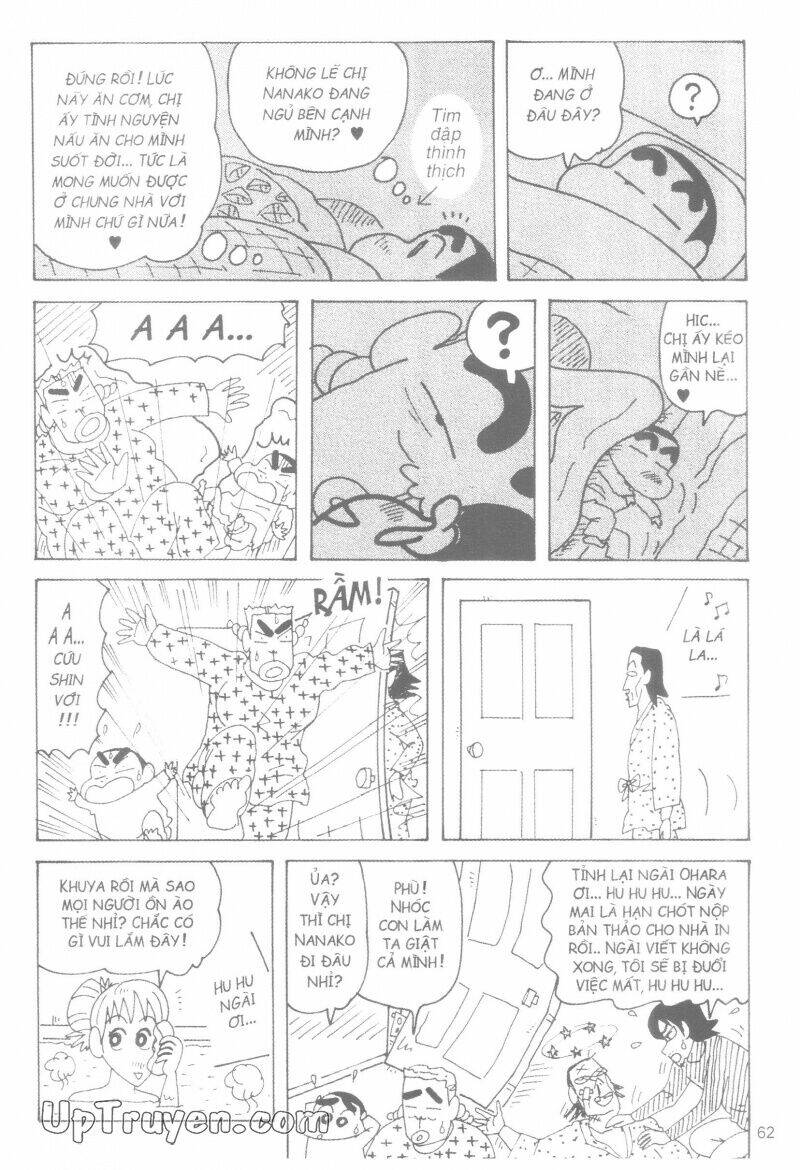 ?
Ơ... MÌNH
ĐANG Ở
ĐÂU ĐÂY?
KHÔNG LẼ CHỊ
NANAKO ĐANG
NGỦ BÊN CẠNH
MÌNH? ♥
Tim
đập
thình
thịch
ĐÚNG RỒI! LÚC
NÃY ĂN CƠM, CHỊ
ẤY TÌNH NGUYỆN
NẤU ĂN CHO MÌNH
SUỐT ĐỜI... TỨC LÀ
MONG MUỐN ĐƯỢC
Ở CHUNG NHÀ VỚI
MÌNH CHỨ GÌ NỮA!
♥
HIC...
CHỊ ẤY KÉO
MÌNH LẠI
GẦN NÈ...
♥
?
A A A...
LÀ LÁ
LA...
RẦM!
A
A A...
CỨU
SHIN
VỚI
!!!
TỈNH LẠI NGÀI OHARA
ƠI... HU HU HU... NGÀY
MAI LÀ HẠN CHÓT NỘP
BẢN THẢO CHO NHÀ IN
RỒI.. NGÀI VIẾT KHÔNG
XONG, TÔI SẼ BỊ ĐUỔI
VIỆC MẤT, HU HU HU...
PHÙ!
NHÓC
CON LÀM
TA GIẬT
CẢ MÌNH!
ỦA?
VẬY
THÌ CHỊ
NANAKO
ĐI ĐÂU
NHỈ?
HU HU
NGÀI
ƠI...
KHUYA RỒI MÀ SAO
MỌI NGƯỜI ỒN ÀO
THẾ NHỈ? CHẮC CÓ
GÌ VUI LẮM ĐÂY!
UpTruyen.com
62